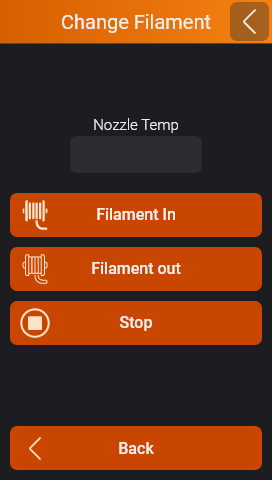 Change Filament
Nozzle Temp
Filament In
Filament out
Stop
Back